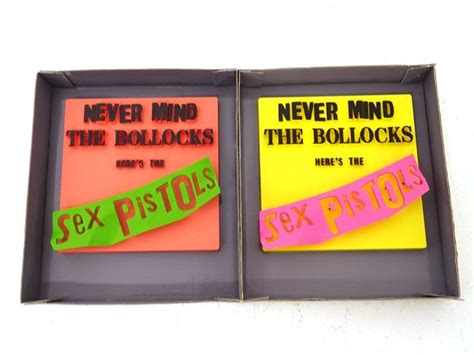 NEVER MIND
THE BOLLOCKS
HERE'S THE
Sex PiSTOLs
NEVER MIND
THE BOLLOCKS
HERE'S THE
Sex PiSTOLs